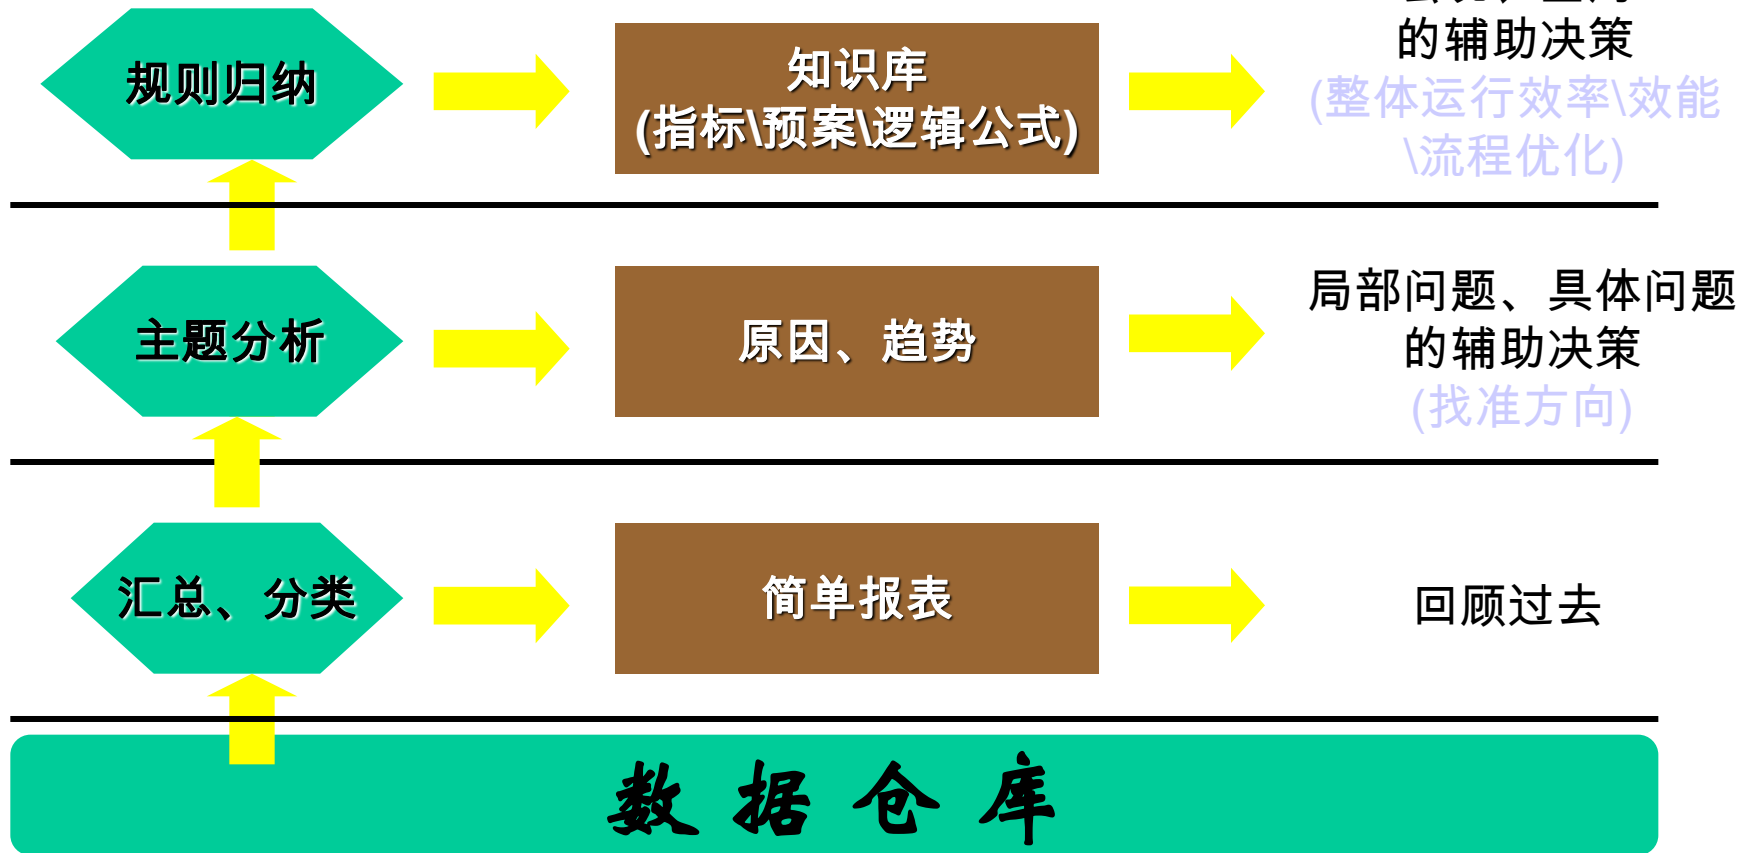 规则归纳
知识库
(指标\预案\逻辑公式)
的辅助决策
(整体运行效率\效能
\流程优化)
主题分析
原因、趋势
局部问题、具体问题
的辅助决策
(找准方向)
汇总、分类
简单报表
回顾过去
数据仓库